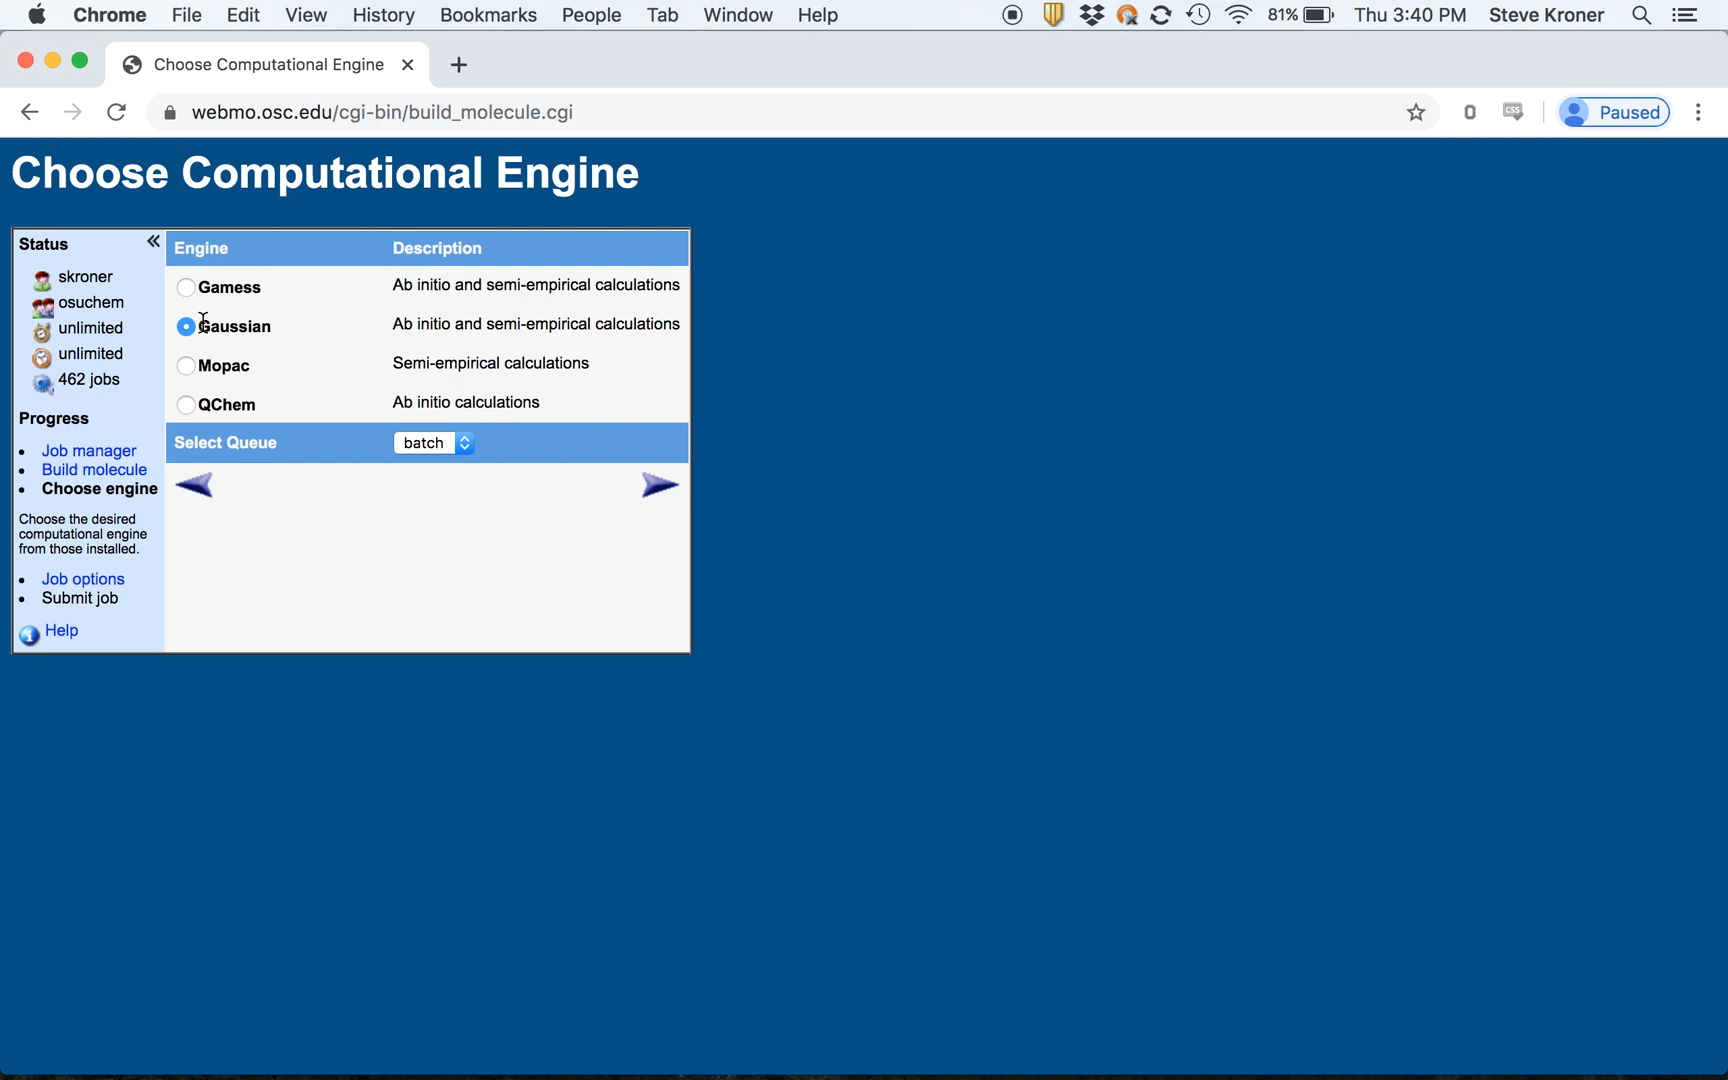 Chrome File Edit View History Bookmarks People Tab Window Help 81% Thu 3:40 PM Steve Kroner
Choose Computational Engine
webmo.osc.edu/cgi-bin/build_molecule.cgi CSS Paused
Choose Computational Engine
Status
skroner
osuchem
unlimited
unlimited
462 jobs
Progress
Job manager
Build molecule
Choose engine
Choose the desired
computational engine
from those installed.
Job options
Submit job
Help
Engine Description
Gamess Ab initio and semi-empirical calculations
Gaussian Ab initio and semi-empirical calculations
Mopac Semi-empirical calculations
QChem Ab initio calculations
Select Queue batch